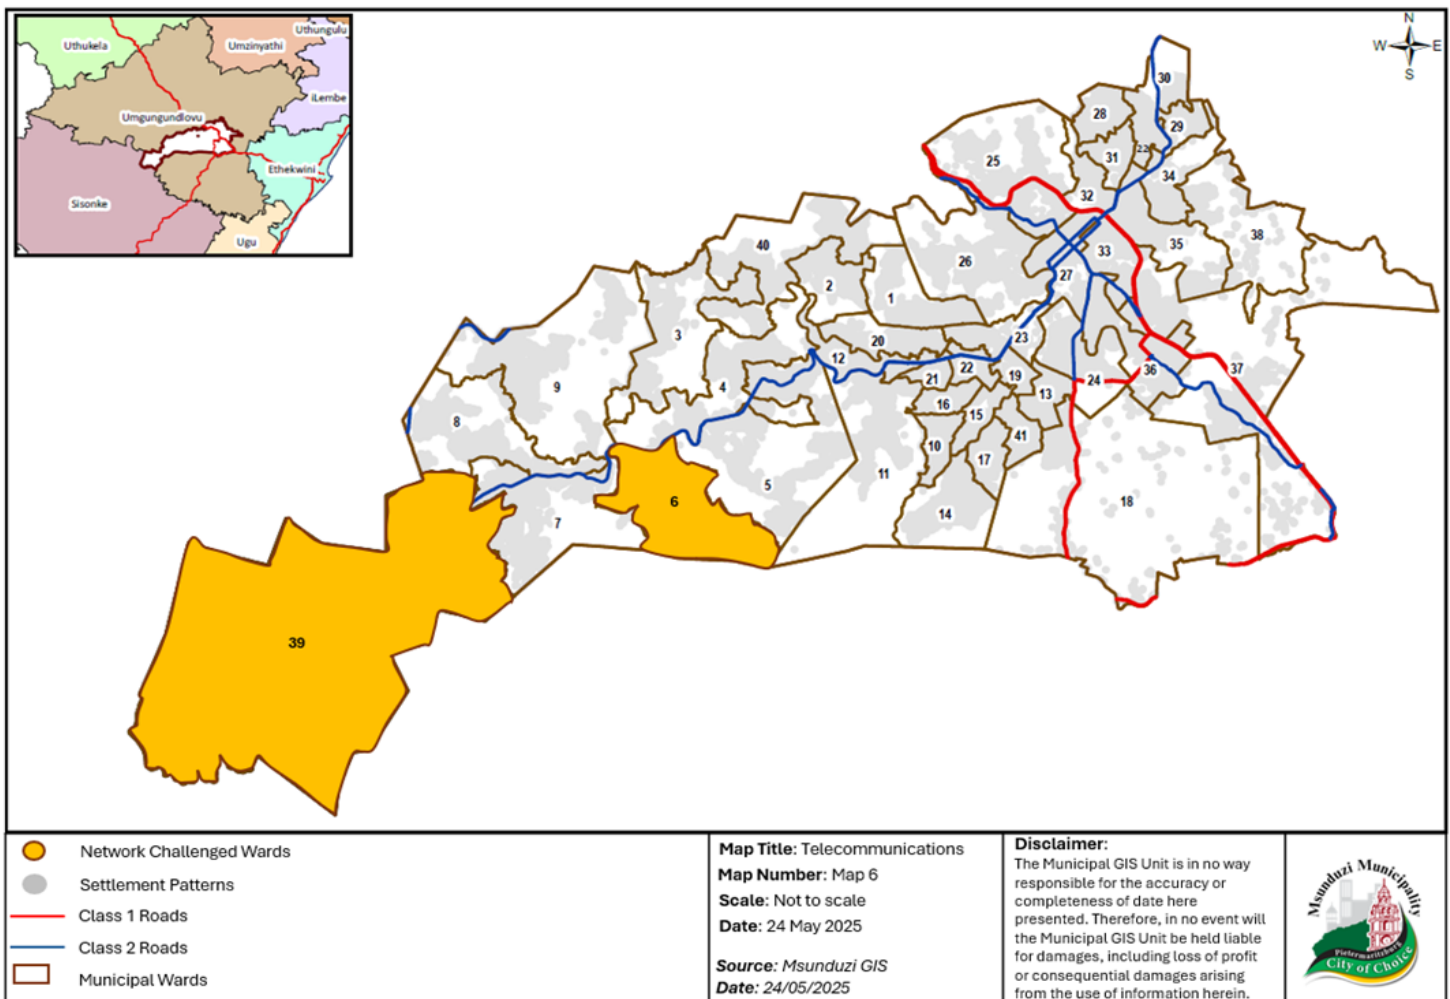 Uthungulu
Uthukela
Umzinyathi
iLembe
Umgungundlovu
Ethekwini
Sisonke
Ugu
N
W E
S
30
28
29
22
31
25
34
32
38
35
33
40
26
27
2
1
3
23
20
12
22
37
36
19
21
24
4
9
13
16
15
8
41
10
17
11
5
6
18
14
7
39
Network Challenged Wards
Settlement Patterns
Class 1 Roads
Class 2 Roads
Municipal Wards
Map Title: Telecommunications
Map Number: Map 6
Scale: Not to scale
Date: 24 May 2025
Source: Msunduzi GIS
Date: 24/05/2025
Disclaimer:
The Municipal GIS Unit is in no way
responsible for the accuracy or
completeness of date here
presented. Therefore, in no event will
the Municipal GIS Unit be held liable
for damages, including loss of profit
or consequential damages arising
from the use of information herein.
Msunduzi Municipality
Pietermaritzburg
City of Choice